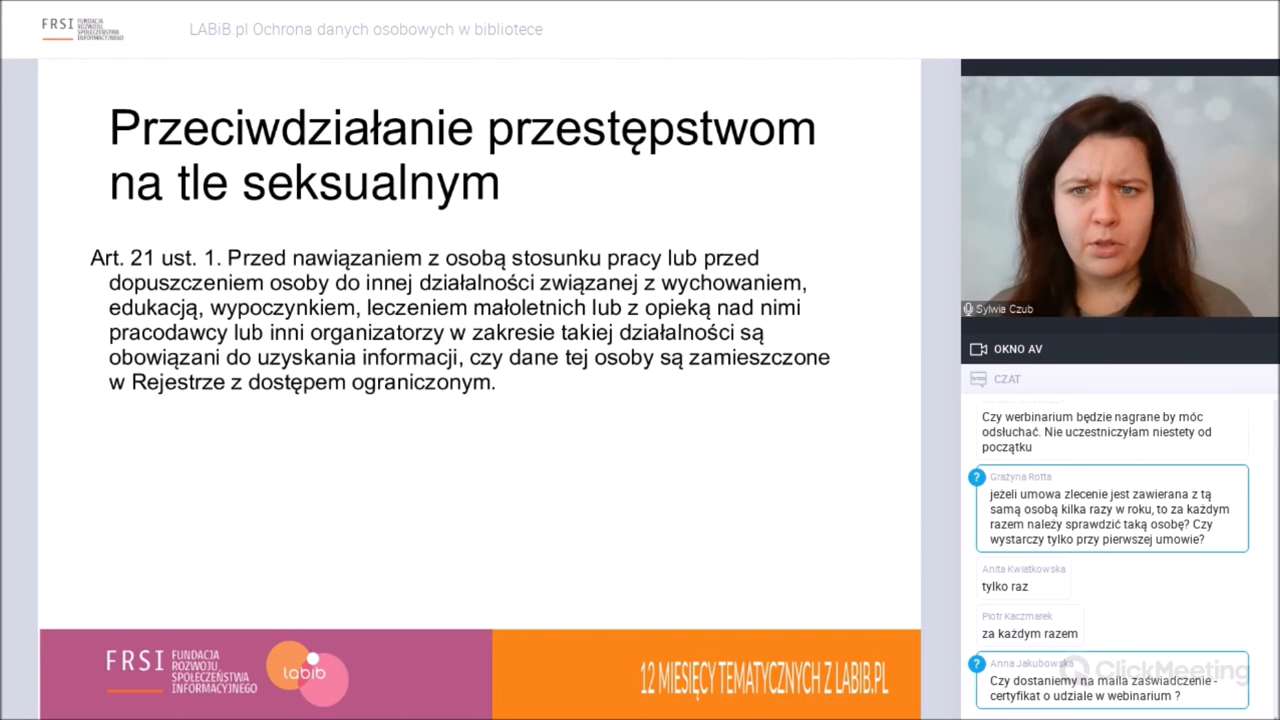 FRSI FUNDACJA
ROZWOJU
SPOŁECZEŃSTWA
INFORMACYJNEGO
LABiB.pl Ochrona danych osobowych w bibliotece
Przeciwdziałanie przestępstwom
na tle seksualnym
Art. 21 ust. 1. Przed nawiązaniem z osobą stosunku pracy lub przed
dopuszczeniem osoby do innej działalności związanej z wychowaniem,
edukacją, wypoczynkiem, leczeniem małoletnich lub z opieką nad nimi
pracodawcy lub inni organizatorzy w zakresie takiej działalności są
obowiązani do uzyskania informacji, czy dane tej osoby są zamieszczone
w Rejestrze z dostępem ograniczonym.
FRSI FUNDACJA
ROZWOJU
SPOŁECZEŃSTWA
INFORMACYJNEGO
labib
12 MIESIĘCY TEMATYCZNYCH Z LABIB.PL
Sylwia Czub
OKNO AV
CZAT
Czy werbinarium będzie nagrane by móc
odsłuchać. Nie uczestniczyłam niestety od
początku
? Grażyna Rotta
jeżeli umowa zlecenie jest zawierana z tą
samą osobą kilka razy w roku, to za każdym
razem należy sprawdzić taką osobę? Czy
wystarczy tylko przy pierwszej umowie?
Anita Kwiatkowska
tylko raz
Piotr Kaczmarek
za każdym razem
? Anna Jakubowska
Czy dostaniemy na maila zaświadczenie -
certyfikat o udziale w webinarium ?
ClickMeeting